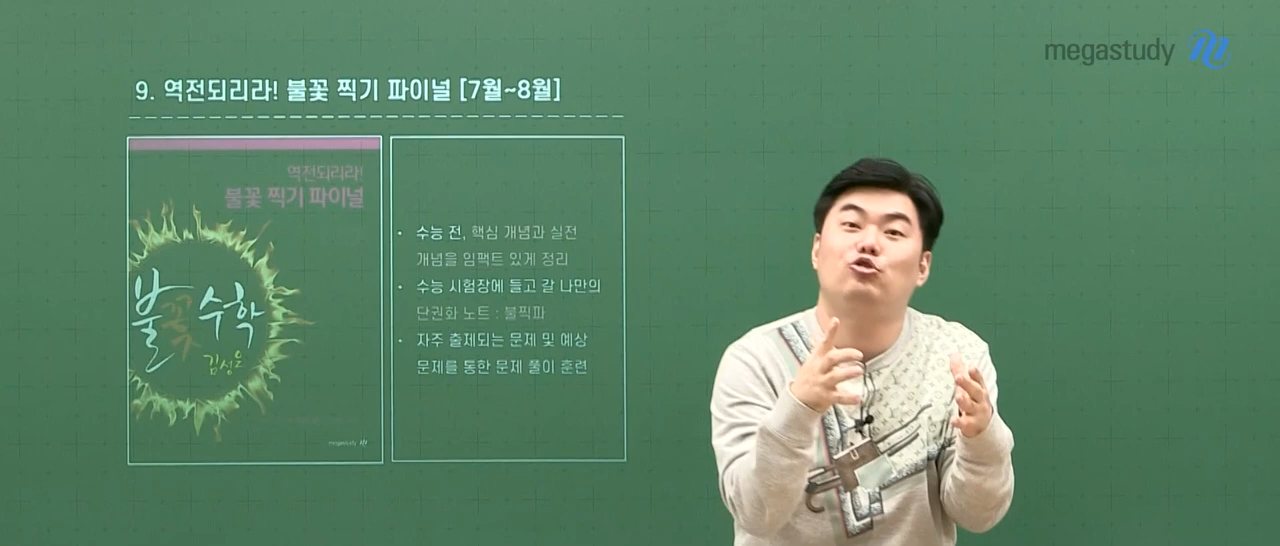 megastudy
9. 역전되리라! 불꽃 찍기 파이널 [7월~8월]
역전되리라!
불꽃 찍기 파이널
불꽃수학
김성은
megastudy
• 수능 전, 핵심 개념과 실전
개념을 임팩트 있게 정리
• 수능 시험장에 들고 갈 나만의
단권화 노트 : 불찍파
• 자주 출제되는 문제 및 예상
문제를 통한 문제 풀이 훈련